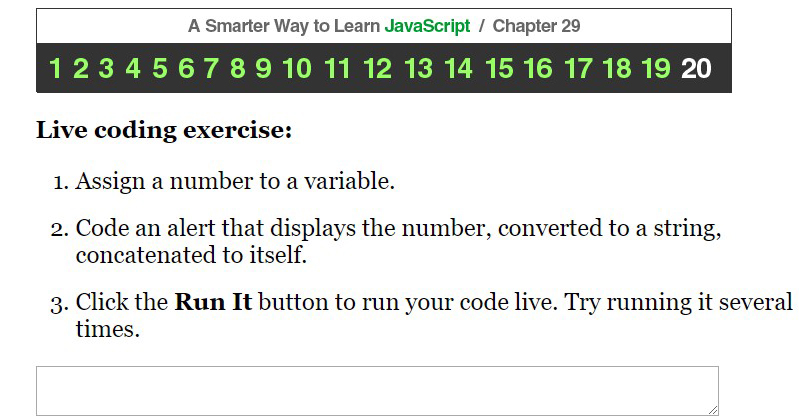 A Smarter Way to Learn JavaScript / Chapter 29
1 2 3 4 5 6 7 8 9 10 11 12 13 14 15 16 17 18 19 20
Live coding exercise:
1. Assign a number to a variable.
2. Code an alert that displays the number, converted to a string,
concatenated to itself.
3. Click the Run It button to run your code live. Try running it several
times.